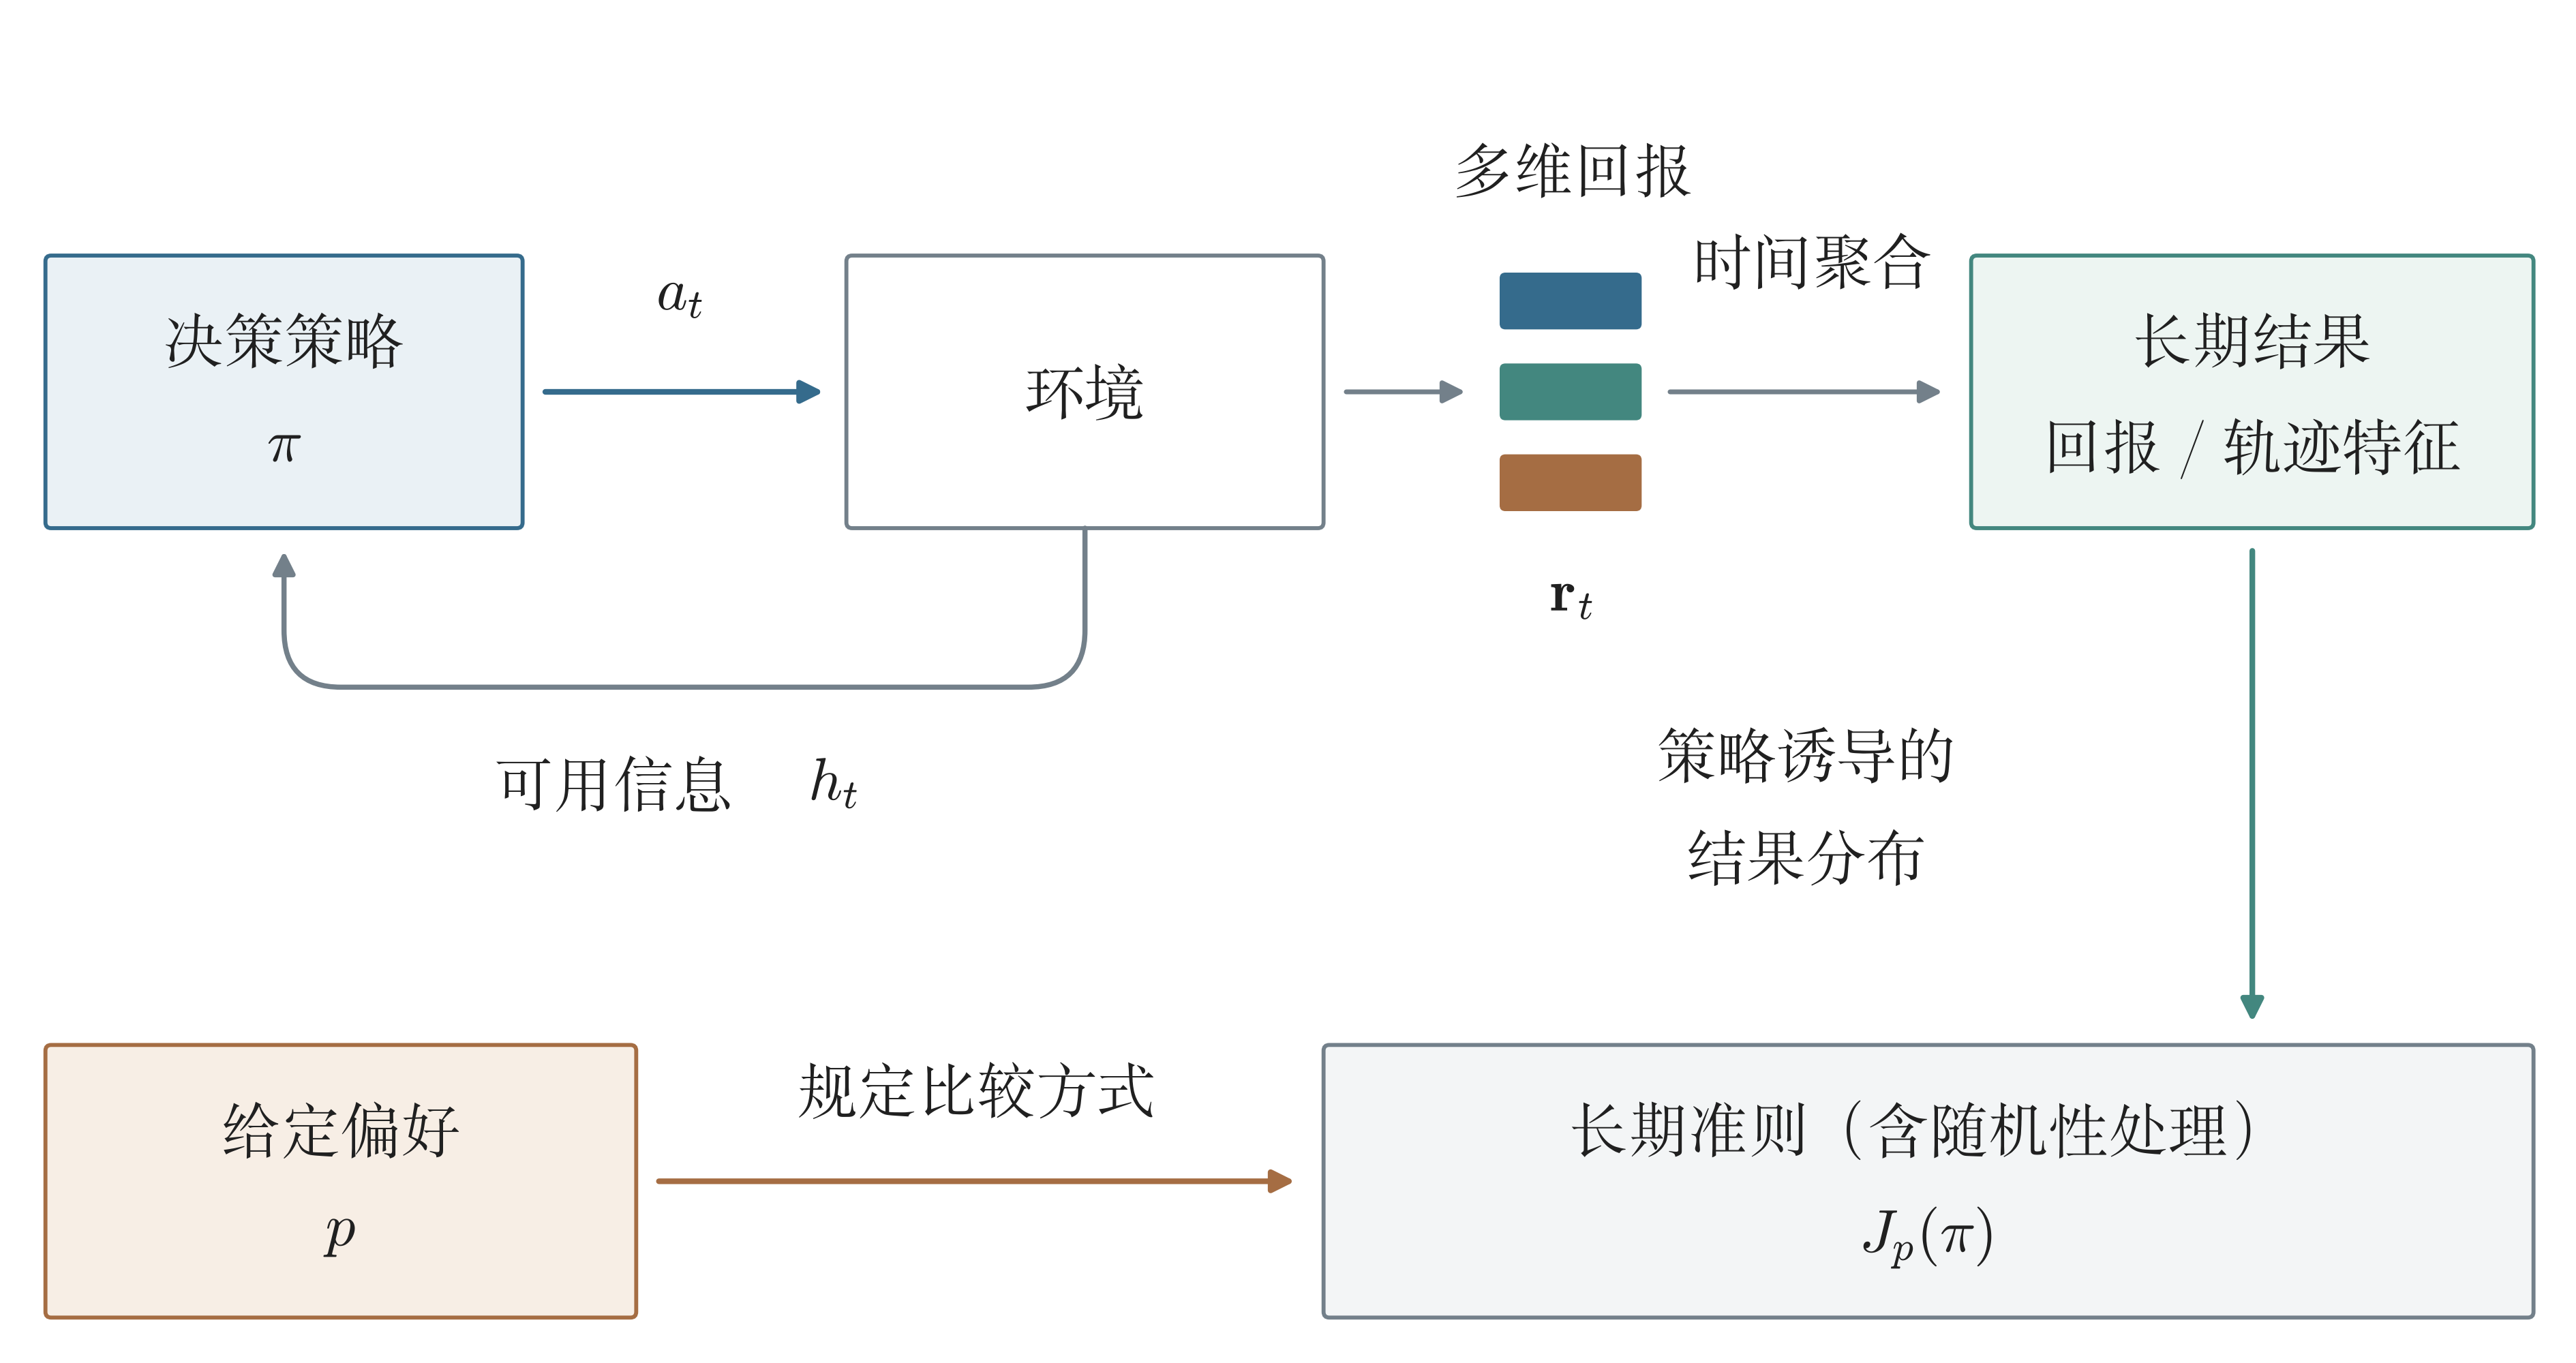 多维回报
时间聚合
决策策略
π
a_t
环境
长期结果
回报 / 轨迹特征
r_t
可用信息 h_t
策略诱导的
结果分布
给定偏好
p
规定比较方式
长期准则（含随机性处理）
J_p(π)